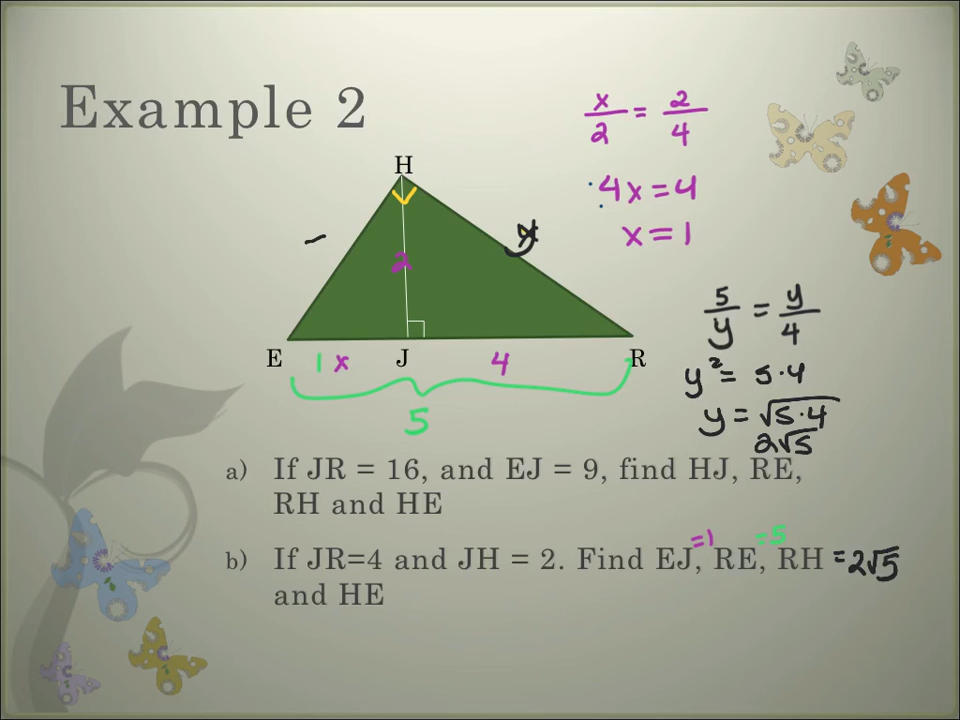 Example 2
x/2 = 2/4
4x = 4
x = 1
H
2
y
E
J
R
1 x
4
5
5/y = y/4
y² = 5·4
y = √5·4
2√5
a) If JR = 16, and EJ = 9, find HJ, RE,
RH and HE
=1 =5
b) If JR=4 and JH = 2. Find EJ, RE, RH =2√5
and HE